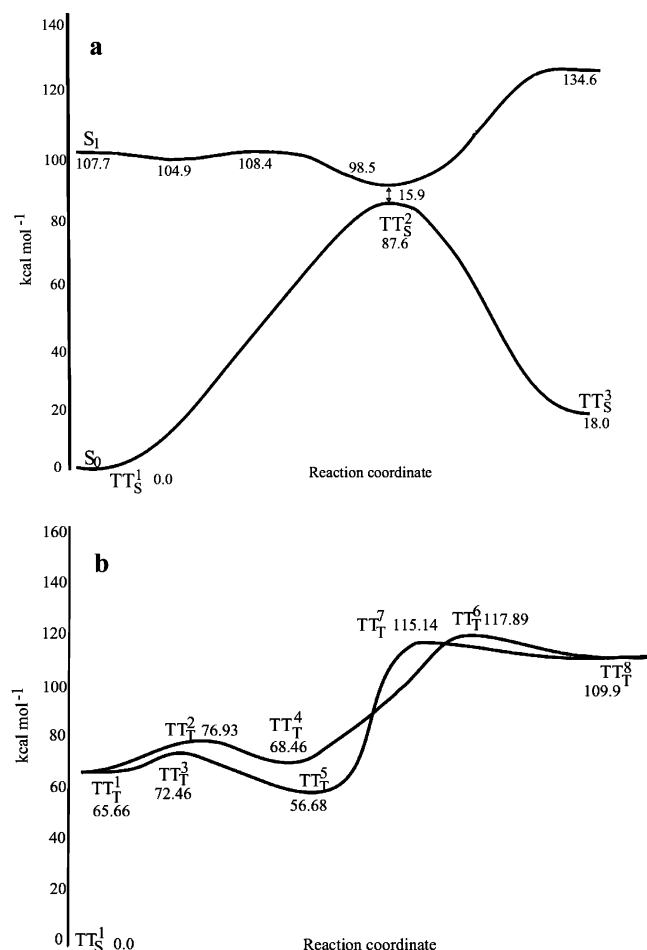 140
a
120
134.6
S1
100
107.7
104.9
108.4
98.5
15.9
80
TT2S
87.6
60
kcal mol-1
40
20
TT3S
18.0
0
S0
TT1S 0.0
Reaction coordinate
160
b
140
120
TT7T 115.14
TT6T 117.89
100
TT8T
109.9
80
TT2T 76.93
TT4T
68.46
kcal mol-1
60
TT1T
65.66
TT3T
72.46
TT5T
56.68
40
20
0
TT1S 0.0
Reaction coordinate